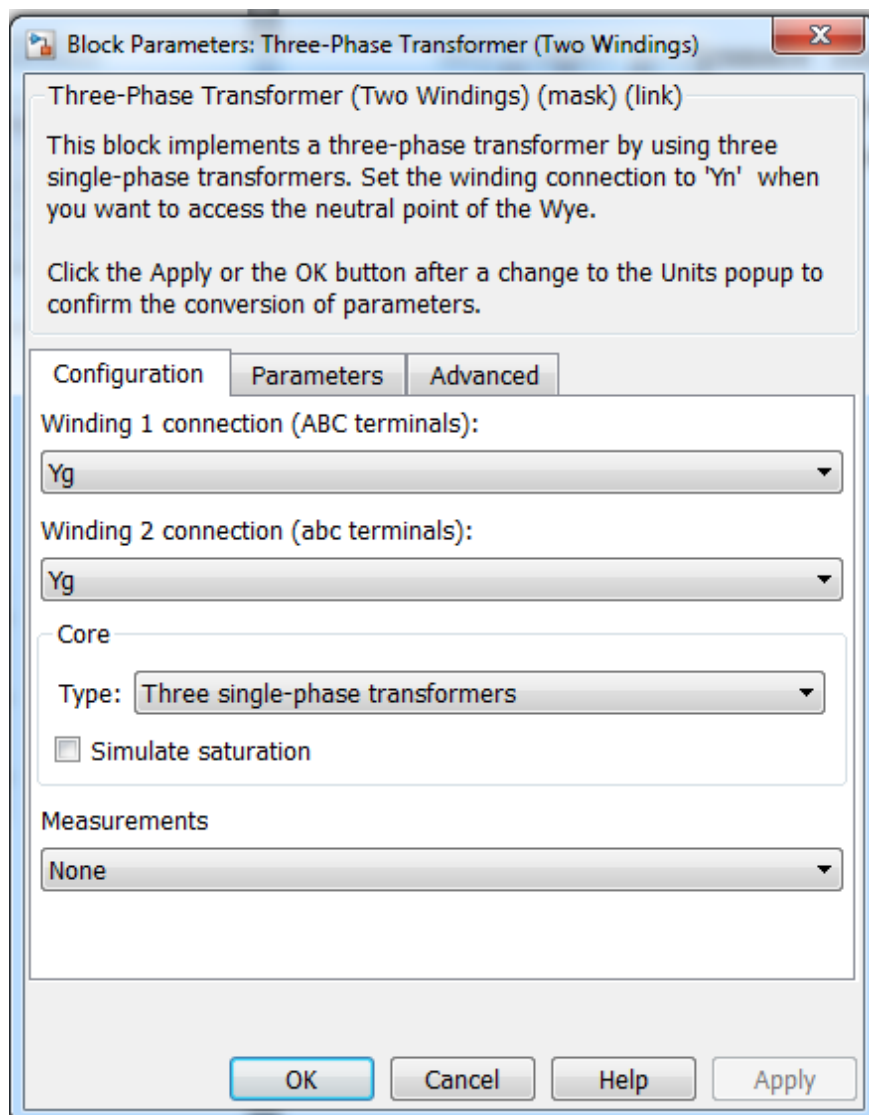 Block Parameters: Three-Phase Transformer (Two Windings)
Three-Phase Transformer (Two Windings) (mask) (link)
This block implements a three-phase transformer by using three
single-phase transformers. Set the winding connection to 'Yn'  when
you want to access the neutral point of the Wye.
Click the Apply or the OK button after a change to the Units popup to
confirm the conversion of parameters.
Configuration Parameters Advanced
Winding 1 connection (ABC terminals):
Yg
Winding 2 connection (abc terminals):
Yg
Core
Type: Three single-phase transformers
Simulate saturation
Measurements
None
OK Cancel Help Apply